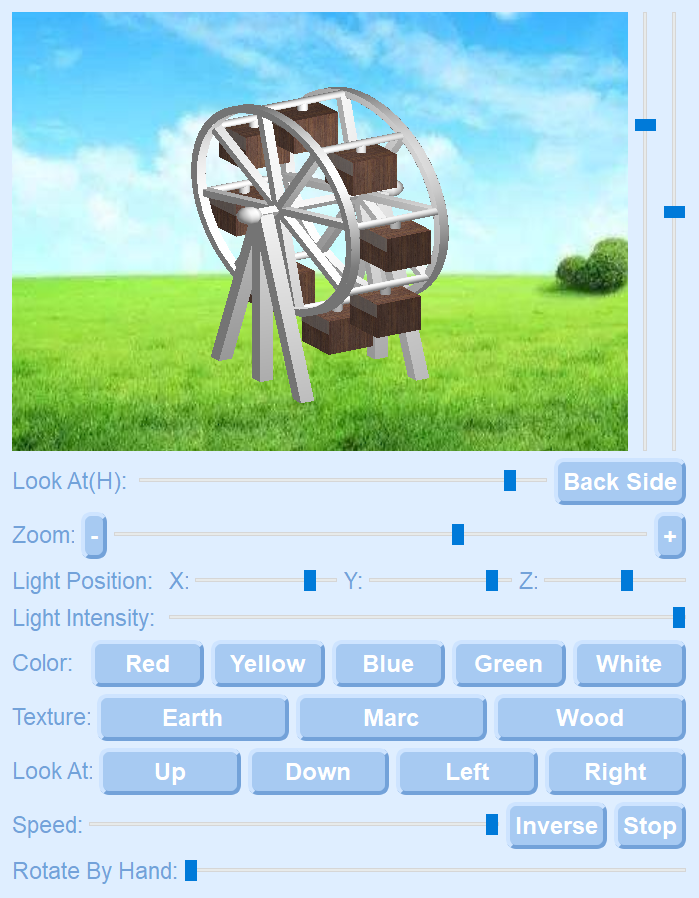 Look At(H): Back Side
Zoom: - +
Light Position: X: Y: Z:
Light Intensity:
Color: Red Yellow Blue Green White
Texture: Earth Marc Wood
Look At: Up Down Left Right
Speed: Inverse Stop
Rotate By Hand: